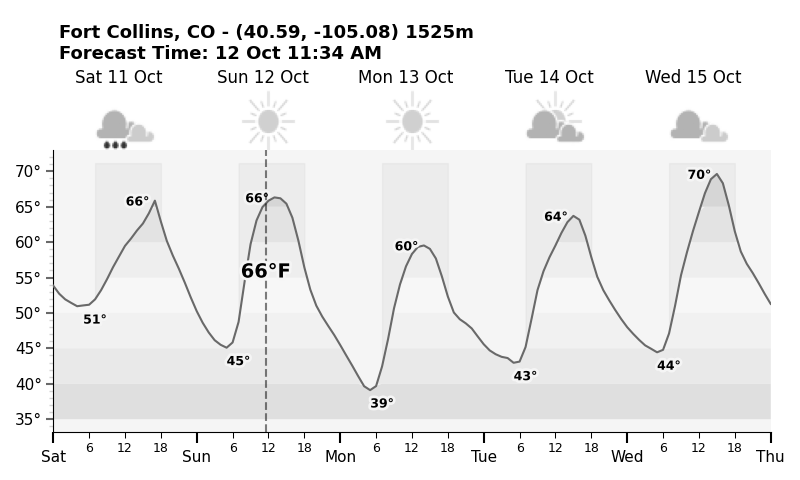 Fort Collins, CO - (40.59, -105.08) 1525m
Forecast Time: 12 Oct 11:34 AM
Sat 11 Oct Sun 12 Oct Mon 13 Oct Tue 14 Oct Wed 15 Oct
70°
65°
60°
55°
50°
45°
40°
35°
66° 66° 60° 64° 70°
66°F
51° 45° 39° 43° 44°
6 12 18 6 12 18 6 12 18 6 12 18 6 12 18
Sat Sun Mon Tue Wed Thu